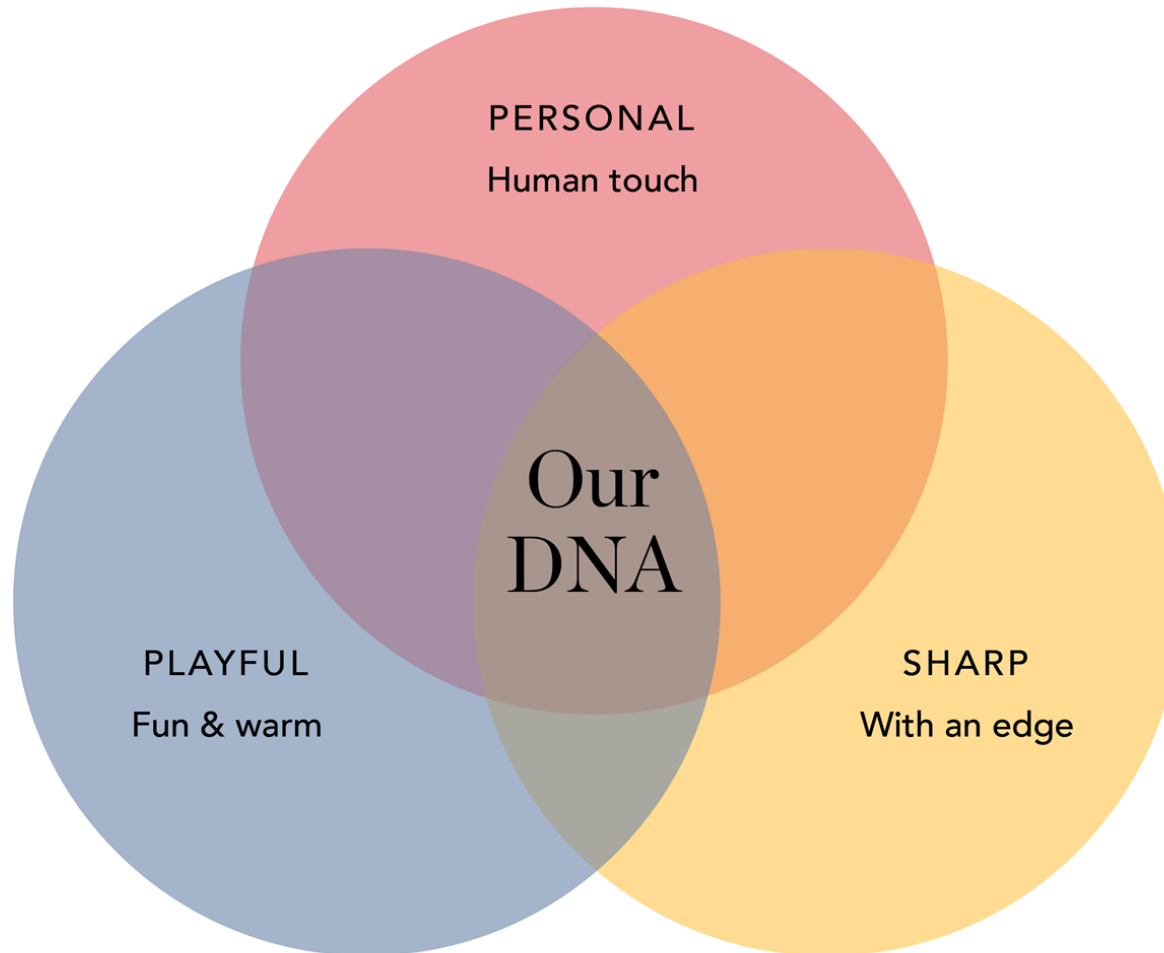 PERSONAL
Human touch
Our
DNA
PLAYFUL
Fun & warm
SHARP
With an edge